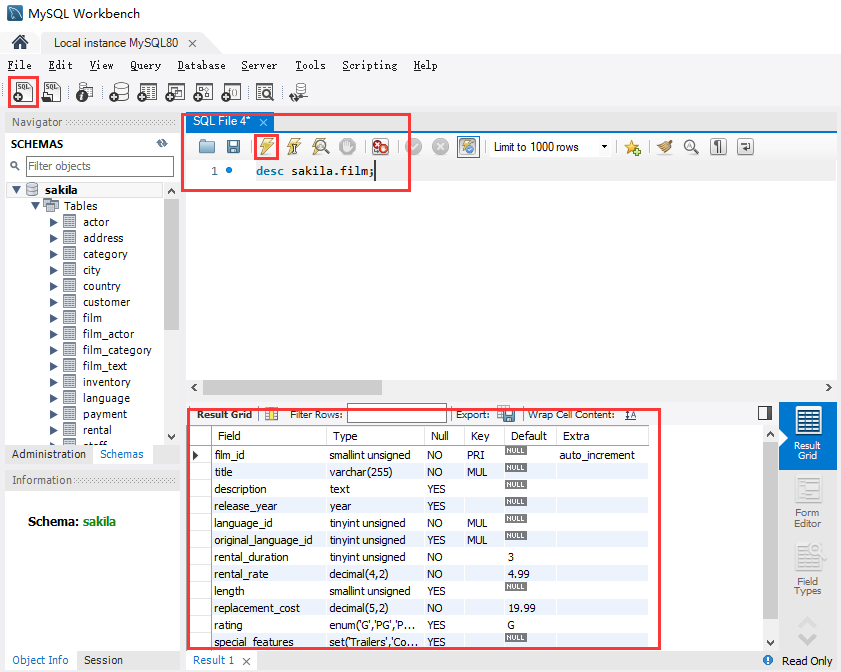 MySQL Workbench
Local instance MySQL80
File Edit View Query Database Server Tools Scripting Help
SQL SQL
Navigator
SCHEMAS
Filter objects
sakila
Tables
actor
address
category
city
country
customer
film
film_actor
film_category
film_text
inventory
language
payment
rental
staff
Administration Schemas
Information
Schema: sakila
Object Info Session
SQL File 4*
Limit to 1000 rows
1 desc sakila.film;
Result Grid Filter Rows: Export: Wrap Cell Content: IA
Field Type Null Key Default Extra
film_id smallint unsigned NO PRI NULL auto_increment
title varchar(255) NO MUL NULL
description text YES NULL
release_year year YES NULL
language_id tinyint unsigned NO MUL NULL
original_language_id tinyint unsigned YES MUL NULL
rental_duration tinyint unsigned NO 3
rental_rate decimal(4,2) NO 4.99
length smallint unsigned YES NULL
replacement_cost decimal(5,2) NO 19.99
rating enum('G','PG','P... YES G
special_features set('Trailers','Co... YES NULL
Result Grid
Form Editor
Field Types
Result 1
Read Only